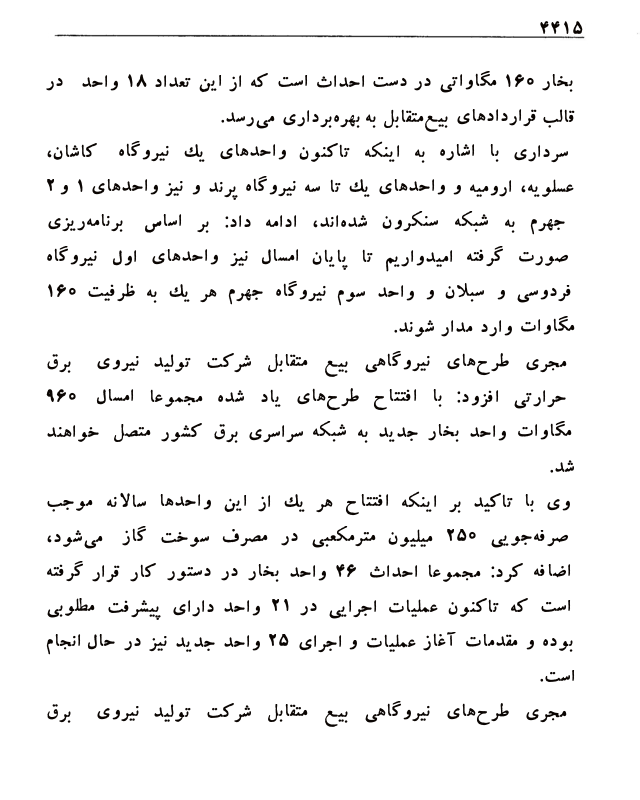 ۴۴۱۵
بخار ۱۶۰ مگاواتی در دست احداث است که از این تعداد ۱۸ واحد در
قالب قراردادهای بیع‌متقابل به بهره‌برداری می‌رسد.
سرداری با اشاره به اینکه تاکنون واحدهای یك نیروگاه کاشان،
عسلویه، ارومیه و واحدهای یك تا سه نیروگاه پرند و نیز واحدهای ۱ و ۲
جهرم به شبکه سنکرون شده‌اند، ادامه داد: بر اساس برنامه‌ریزی
صورت گرفته امیدواریم تا پایان امسال نیز واحدهای اول نیروگاه
فردوسی و سبلان و واحد سوم نیروگاه جهرم هر یك به ظرفیت ۱۶۰
مگاوات وارد مدار شوند.
مجری طرح‌های نیروگاهی بیع متقابل شرکت تولید نیروی برق
حرارتی افزود: با افتتاح طرح‌های یاد شده مجموعا امسال ۹۶۰
مگاوات واحد بخار جدید به شبکه سراسری برق کشور متصل خواهند
شد.
وی با تاکید بر اینکه افتتاح هر یك از این واحدها سالانه موجب
صرفه‌جویی ۲۵۰ میلیون مترمکعبی در مصرف سوخت گاز می‌شود،
اضافه کرد: مجموعا احداث ۴۶ واحد بخار در دستور کار قرار گرفته
است که تاکنون عملیات اجرایی در ۲۱ واحد دارای پیشرفت مطلوبی
بوده و مقدمات آغاز عملیات و اجرای ۲۵ واحد جدید نیز در حال انجام
است.
مجری طرح‌های نیروگاهی بیع متقابل شرکت تولید نیروی برق